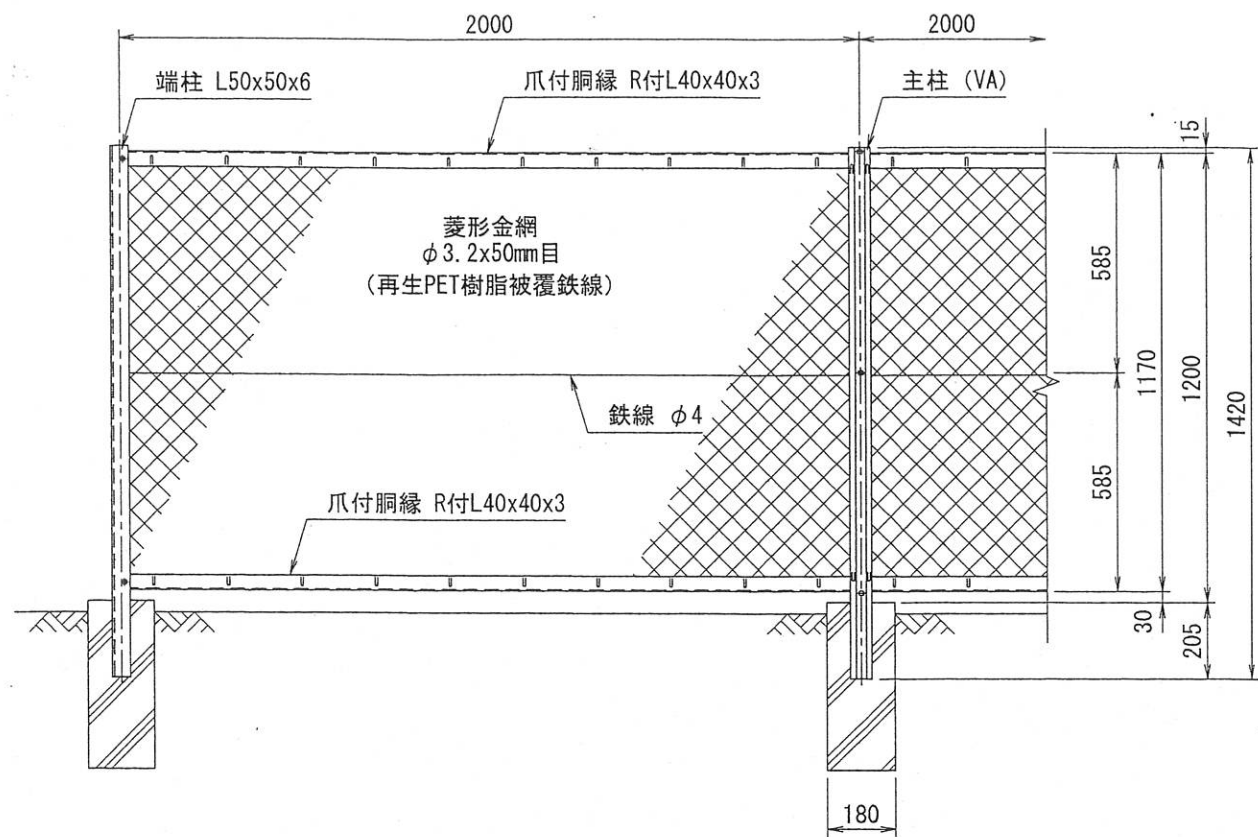 2000
2000
端柱 L50x50x6
爪付胴縁 R付L40x40x3
主柱 (VA)
15
菱形金網
φ3.2x50mm目
(再生PET樹脂被覆鉄線)
585
1170
1200
1420
鉄線 φ4
585
爪付胴縁 R付L40x40x3
30
205
180